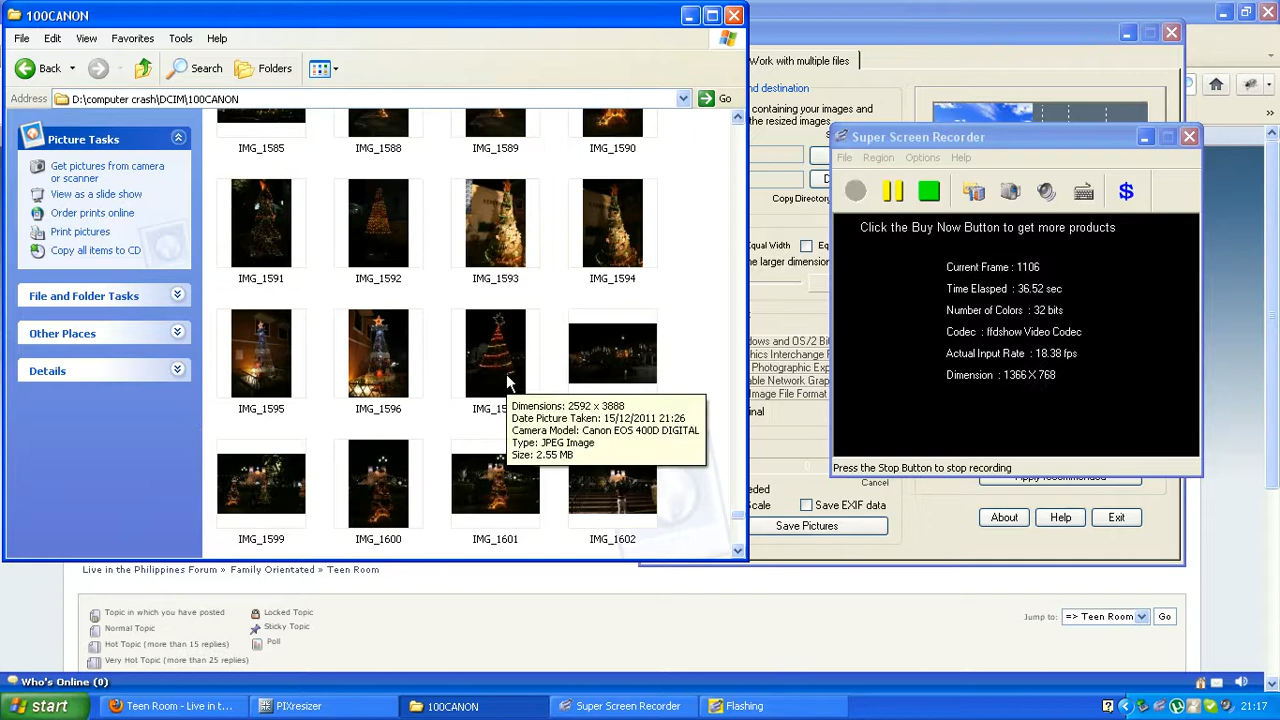 100CANON
File Edit View Favorites Tools Help
Back Search Folders
Address D:\computer crash\DCIM\100CANON Go
Picture Tasks
Get pictures from camera
or scanner
View as a slide show
Order prints online
Print pictures
Copy all items to CD
File and Folder Tasks
Other Places
Details
IMG_1585 IMG_1588 IMG_1589 IMG_1590
IMG_1591 IMG_1592 IMG_1593 IMG_1594
IMG_1595 IMG_1596
IMG_1599 IMG_1600 IMG_1601 IMG_1602
Dimensions: 2592 x 3888
Date Picture Taken: 15/12/2011 21:26
Camera Model: Canon EOS 400D DIGITAL
Type: JPEG Image
Size: 2.55 MB
Work with multiple files
nd destination
containing your images and
the resized images.
Copy Directory
Equal Width
he larger dimension
Photographic Exp
Image File Format
Cancel
Scale Save EXIF data
Save Pictures
Apply recommended
About Help Exit
Super Screen Recorder
File Region Options Help
Click the Buy Now Button to get more products
Current Frame : 1106
Time Elasped : 36.52 sec
Number of Colors : 32 bits
Codec : ffdshow Video Codec
Actual Input Rate : 18.38 fps
Dimension : 1366 X 768
Press the Stop Button to stop recording
Live in the Philippines Forum » Family Orientated » Teen Room
Topic in which you have posted
Normal Topic
Hot Topic (more than 15 replies)
Very Hot Topic (more than 25 replies)
Locked Topic
Sticky Topic
Poll
Jump to: => Teen Room Go
Who's Online (0)
start Teen Room - Live in t... PIXresizer 100CANON Super Screen Recorder Flashing 21:17